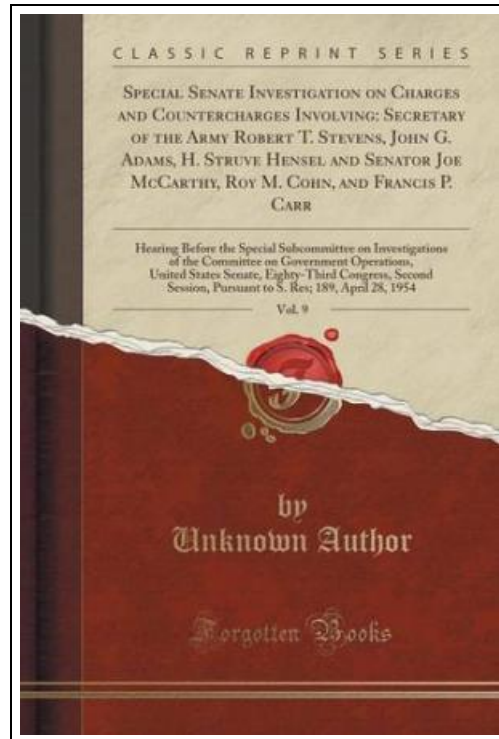 CLASSIC REPRINT SERIES
SPECIAL SENATE INVESTIGATION ON CHARGES
AND COUNTERCHARGES INVOLVING: SECRETARY
OF THE ARMY ROBERT T. STEVENS, JOHN G.
ADAMS, H. STRUVE HENSEL AND SENATOR JOE
MCCARTHY, ROY M. COHN, AND FRANCIS P.
CARR
Hearing Before the Special Subcommittee on Investigations
of the Committee on Government Operations,
United States Senate, Eighty-Third Congress, Second
Session, Pursuant to S. Res; 189, April 28, 1954
Vol. 9
by
Unknown Author
Forgotten Books